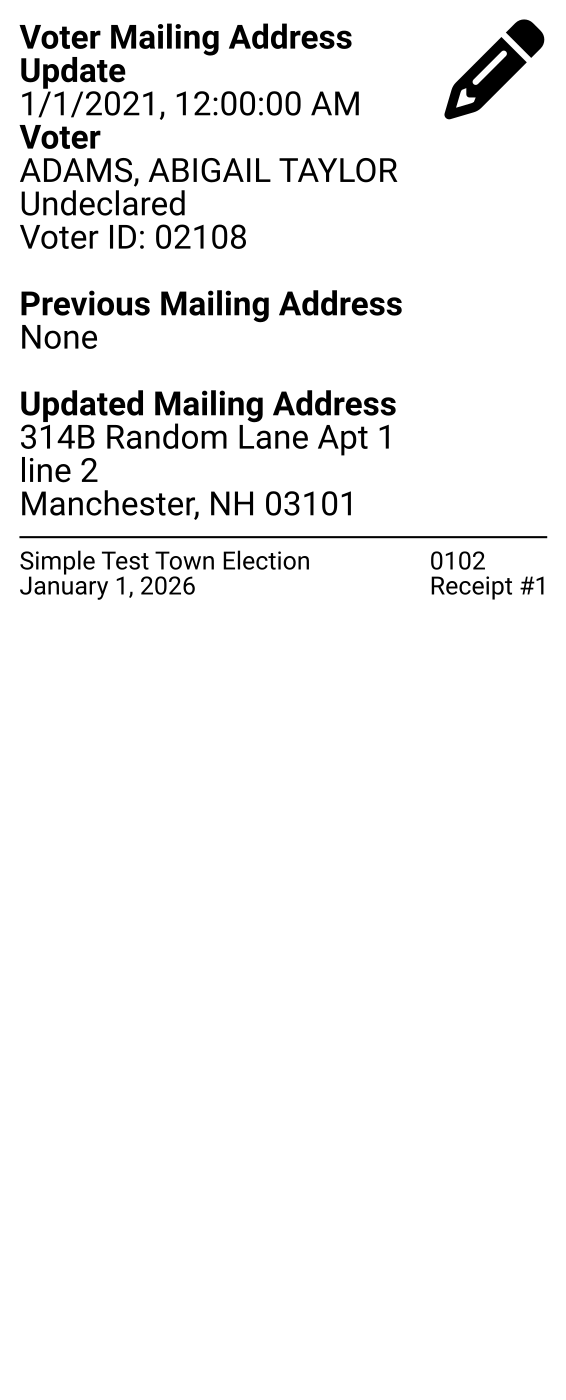 Voter Mailing Address
Update
1/1/2021, 12:00:00 AM
Voter
ADAMS, ABIGAIL TAYLOR
Undeclared
Voter ID: 02108
Previous Mailing Address
None
Updated Mailing Address
314B Random Lane Apt 1
line 2
Manchester, NH 03101
Simple Test Town Election
January 1, 2026
0102
Receipt #1